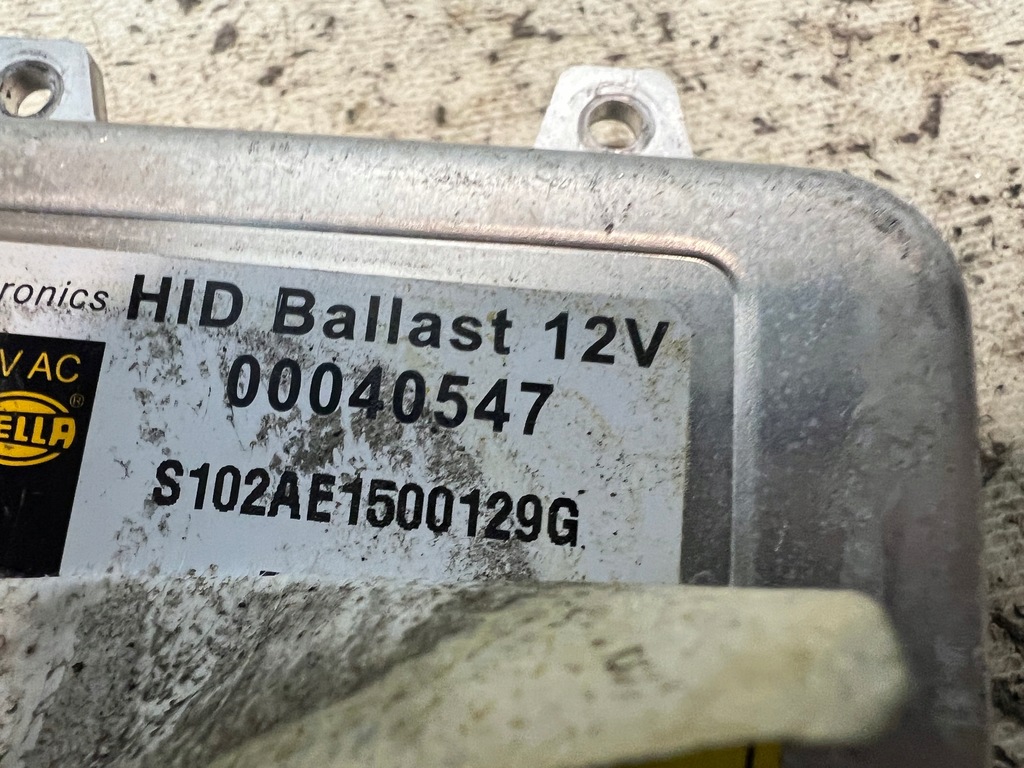 ronics HID Ballast 12V
00040547
V AC
ELLA®
S102AE1500129G